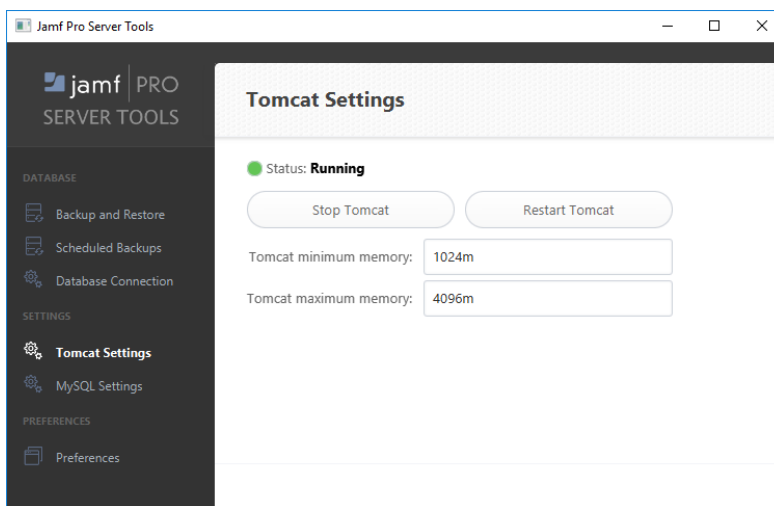 Jamf Pro Server Tools
jamf PRO
SERVER TOOLS
DATABASE
Backup and Restore
Scheduled Backups
Database Connection
SETTINGS
Tomcat Settings
MySQL Settings
PREFERENCES
Preferences
Tomcat Settings
Status: Running
Stop Tomcat
Restart Tomcat
Tomcat minimum memory: 1024m
Tomcat maximum memory: 4096m